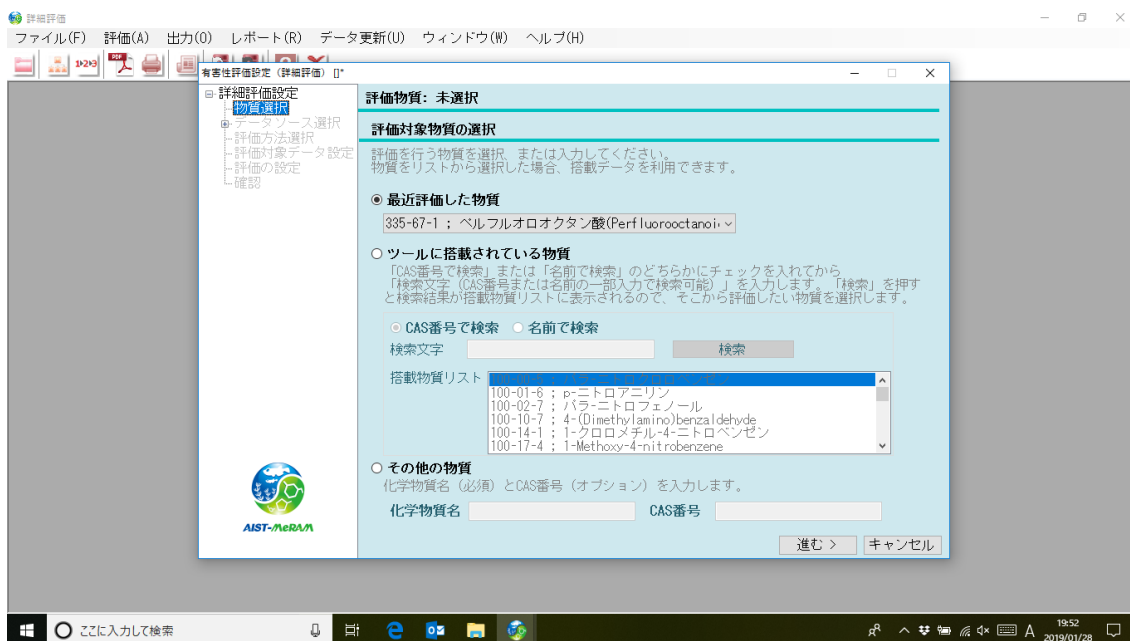 詳細評価
ファイル(F) 評価(A) 出力(O) レポート(R) データ更新(U) ウィンドウ(W) ヘルプ(H)
有害性評価設定（詳細評価） []*
詳細評価設定
物質選択
データソース選択
評価方法選択
評価対象データ設定
評価の設定
確認
評価物質: 未選択
評価対象物質の選択
評価を行う物質を選択、または入力してください。
物質をリストから選択した場合、搭載データを利用できます。
最近評価した物質
335-67-1 ; ペルフルオロオクタン酸(Perfluorooctanoi
ツールに搭載されている物質
「CAS番号で検索」または「名前で検索」のどちらかにチェックを入れてから
「検索文字（CAS番号または名前の一部入力で検索可能）」を入力します。「検索」を押す
と検索結果が搭載物質リストに表示されるので、そこから評価したい物質を選択します。
CAS番号で検索 名前で検索
検索文字 検索
搭載物質リスト
100-01-6 ; p-ニトロアニリン
100-02-7 ; パラ-ニトロフェノール
100-10-7 ; 4-(Dimethylamino)benzaldehyde
100-14-1 ; 1-クロロメチル-4-ニトロベンゼン
100-17-4 ; 1-Methoxy-4-nitrobenzene
その他の物質
化学物質名（必須）とCAS番号（オプション）を入力します。
化学物質名 CAS番号
AIST-MeRAM
進む > キャンセル
ここに入力して検索
A
19:52
2019/01/28